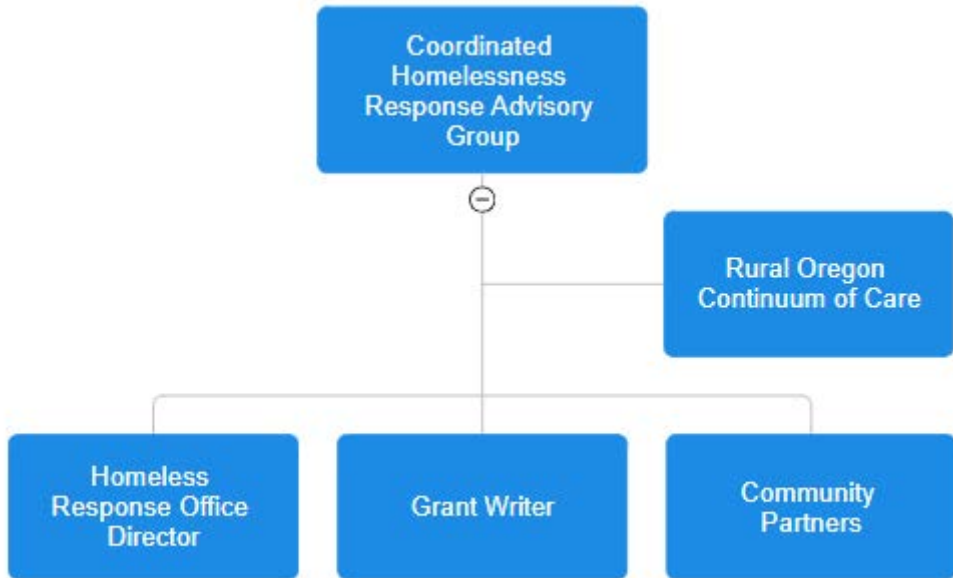 Coordinated
Homelessness
Response Advisory
Group
Rural Oregon
Continuum of Care
Homeless
Response Office
Director
Grant Writer
Community
Partners